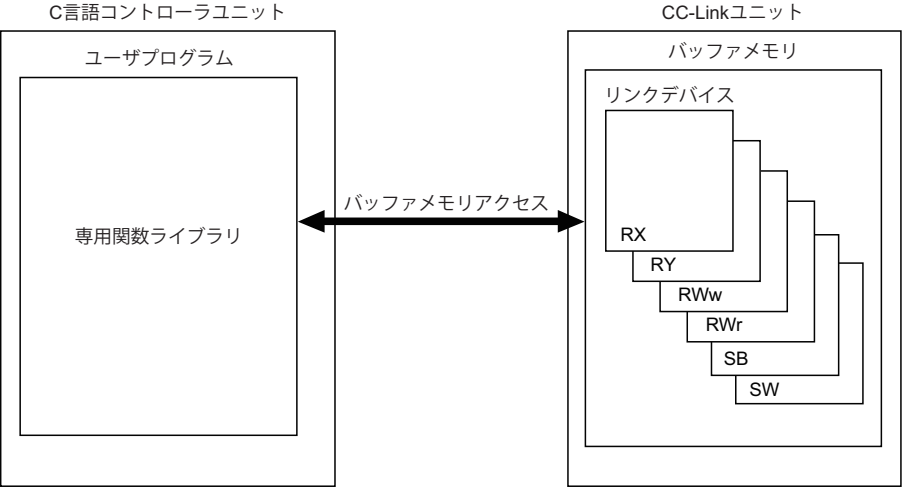 C言語コントローラユニット
ユーザプログラム
専用関数ライブラリ
バッファメモリアクセス
CC-Linkユニット
バッファメモリ
リンクデバイス
RX
RY
RWw
RWr
SB
SW